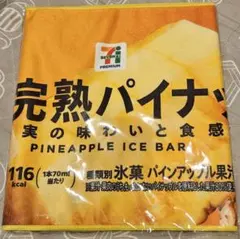 7
ELEVEN
PREMIUM
完熟パイナッ
実の味わいと食感
PINEAPPLE ICE BAR
116
kcal
1本70ml
当たり
種類別 氷菓 パインアップル果汁